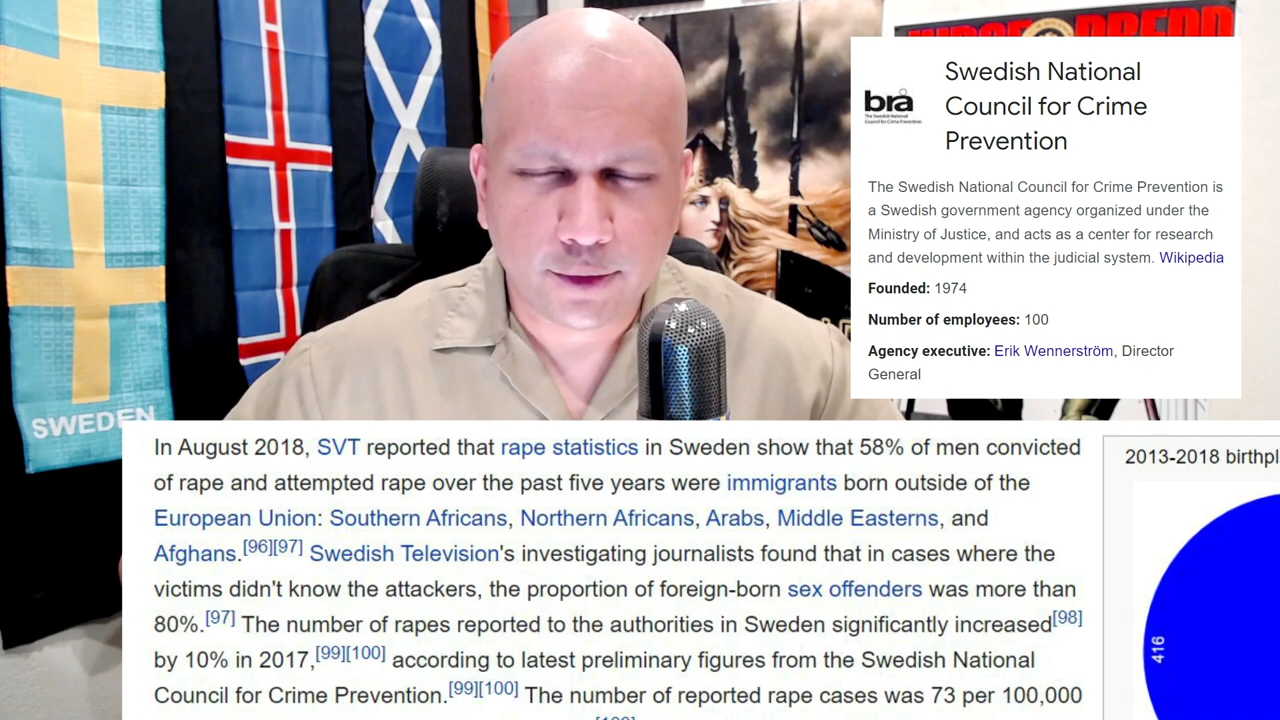 JUDGE DREDD
bra
The Swedish National
Council for Crime Prevention
Swedish National
Council for Crime
Prevention
The Swedish National Council for Crime Prevention is
a Swedish government agency organized under the
Ministry of Justice, and acts as a center for research
and development within the judicial system. Wikipedia
Founded: 1974
Number of employees: 100
Agency executive: Erik Wennerström, Director
General
SWEDEN
In August 2018, SVT reported that rape statistics in Sweden show that 58% of men convicted
of rape and attempted rape over the past five years were immigrants born outside of the
European Union: Southern Africans, Northern Africans, Arabs, Middle Easterns, and
Afghans.[96][97] Swedish Television's investigating journalists found that in cases where the
victims didn't know the attackers, the proportion of foreign-born sex offenders was more than
80%.[97] The number of rapes reported to the authorities in Sweden significantly increased[98]
by 10% in 2017,[99][100] according to latest preliminary figures from the Swedish National
Council for Crime Prevention.[99][100] The number of reported rape cases was 73 per 100,000
2013-2018 birthpl
416